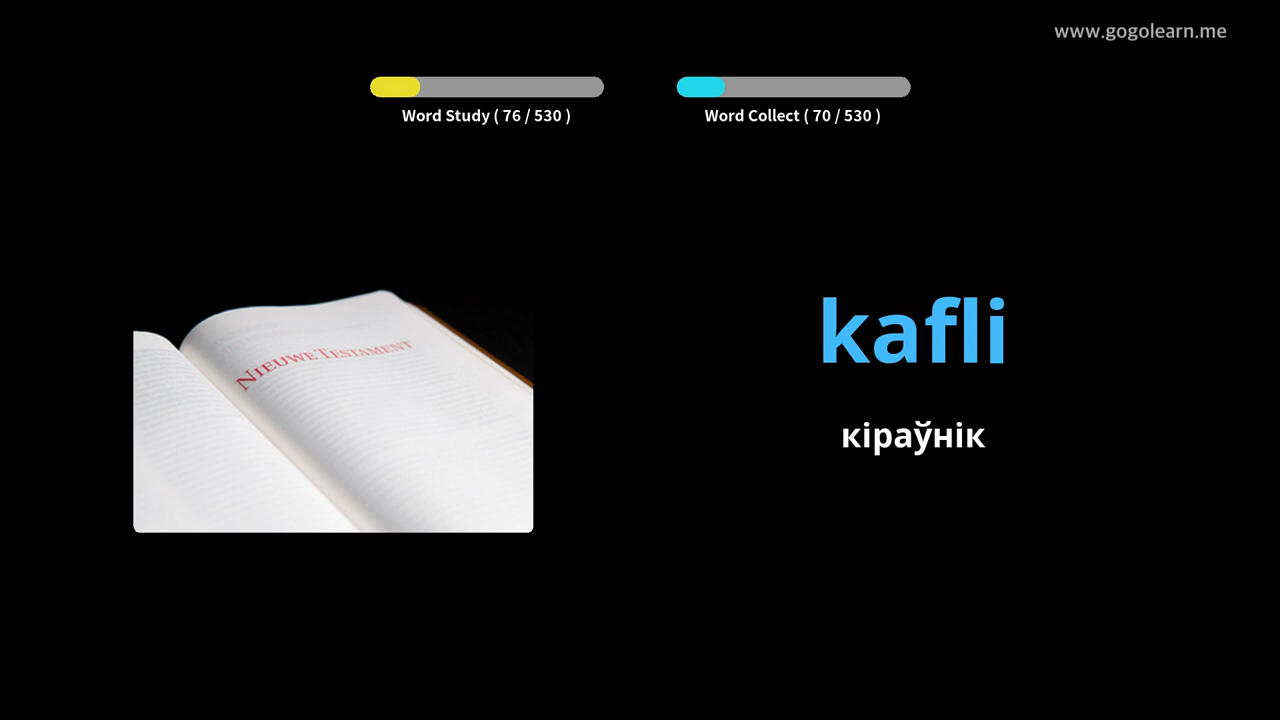 www.gogolearn.me
Word Study ( 76 / 530 )
Word Collect ( 70 / 530 )
NIEUWE TESTAMENT
kafli
кіраўнік